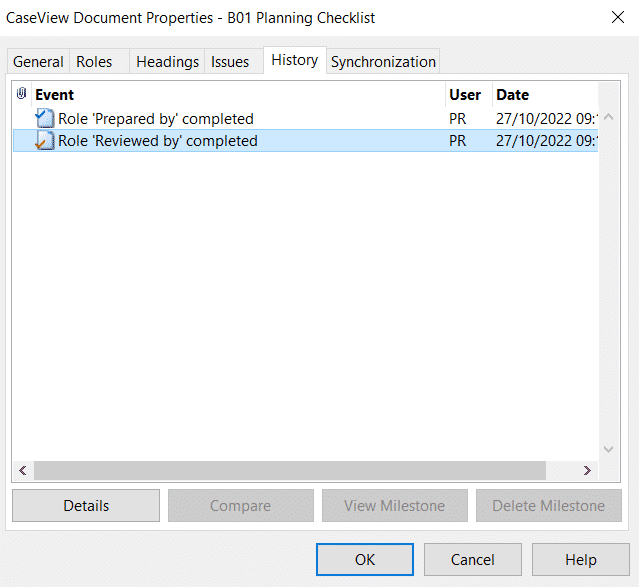 CaseView Document Properties - B01 Planning Checklist
General Roles Headings Issues History Synchronization
Event User Date
Role 'Prepared by' completed PR 27/10/2022 09:
Role 'Reviewed by' completed PR 27/10/2022 09:
Details Compare View Milestone Delete Milestone
OK Cancel Help